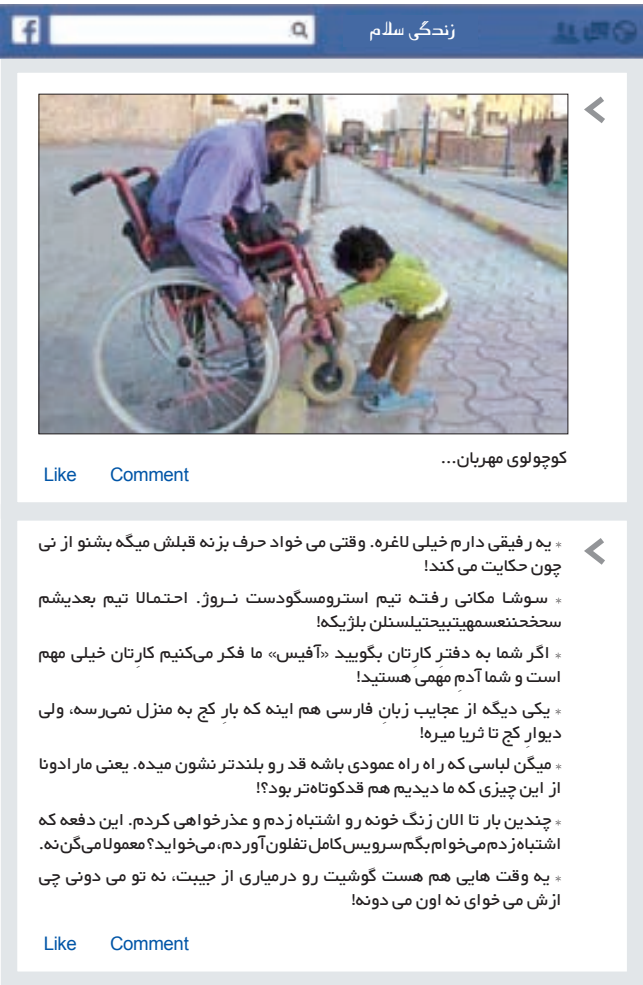 زندگی سلام
کوچولوی مهربان...
Like Comment
* یه رفیقی دارم خیلی لاغره. وقتی می خواد حرف بزنه قبلش میگه بشنو از نی
چون حکایت می کند!
* سوشا مکانی رفته تیم استرومسگودست نروژ. احتمالا تیم بعدیشم
سحخحننعسمهیتبیحتیلسنلن بلژیکه!
* اگر شما به دفترِ کارِتان بگویید «آفیس» ما فکر می‌کنیم کارِتان خیلی مهم
است و شما آدمِ مهمی هستید!
* یکی دیگه از عجایب زبانِ فارسی هم اینه که بارِ کج به منزل نمی‌رسه، ولی
دیوارِ کج تا ثریا میره!
* میگن لباسی که راه راه عمودی باشه قد رو بلندتر نشون میده. یعنی مارادونا
از این چیزی که ما دیدیم هم قدکوتاه‌تر بود؟!
* چندین بار تا الان زنگ خونه رو اشتباه زدم و عذرخواهی کردم. این دفعه که
اشتباه زدم می‌خوام بگم سرویس کامل تفلون آوردم، می‌خواید؟ معمولا می‌گن نه.
* یه وقت هایی هم هست گوشیت رو درمیاری از جیبت، نه تو می دونی چی
ازش می خوای نه اون می دونه!
Like Comment